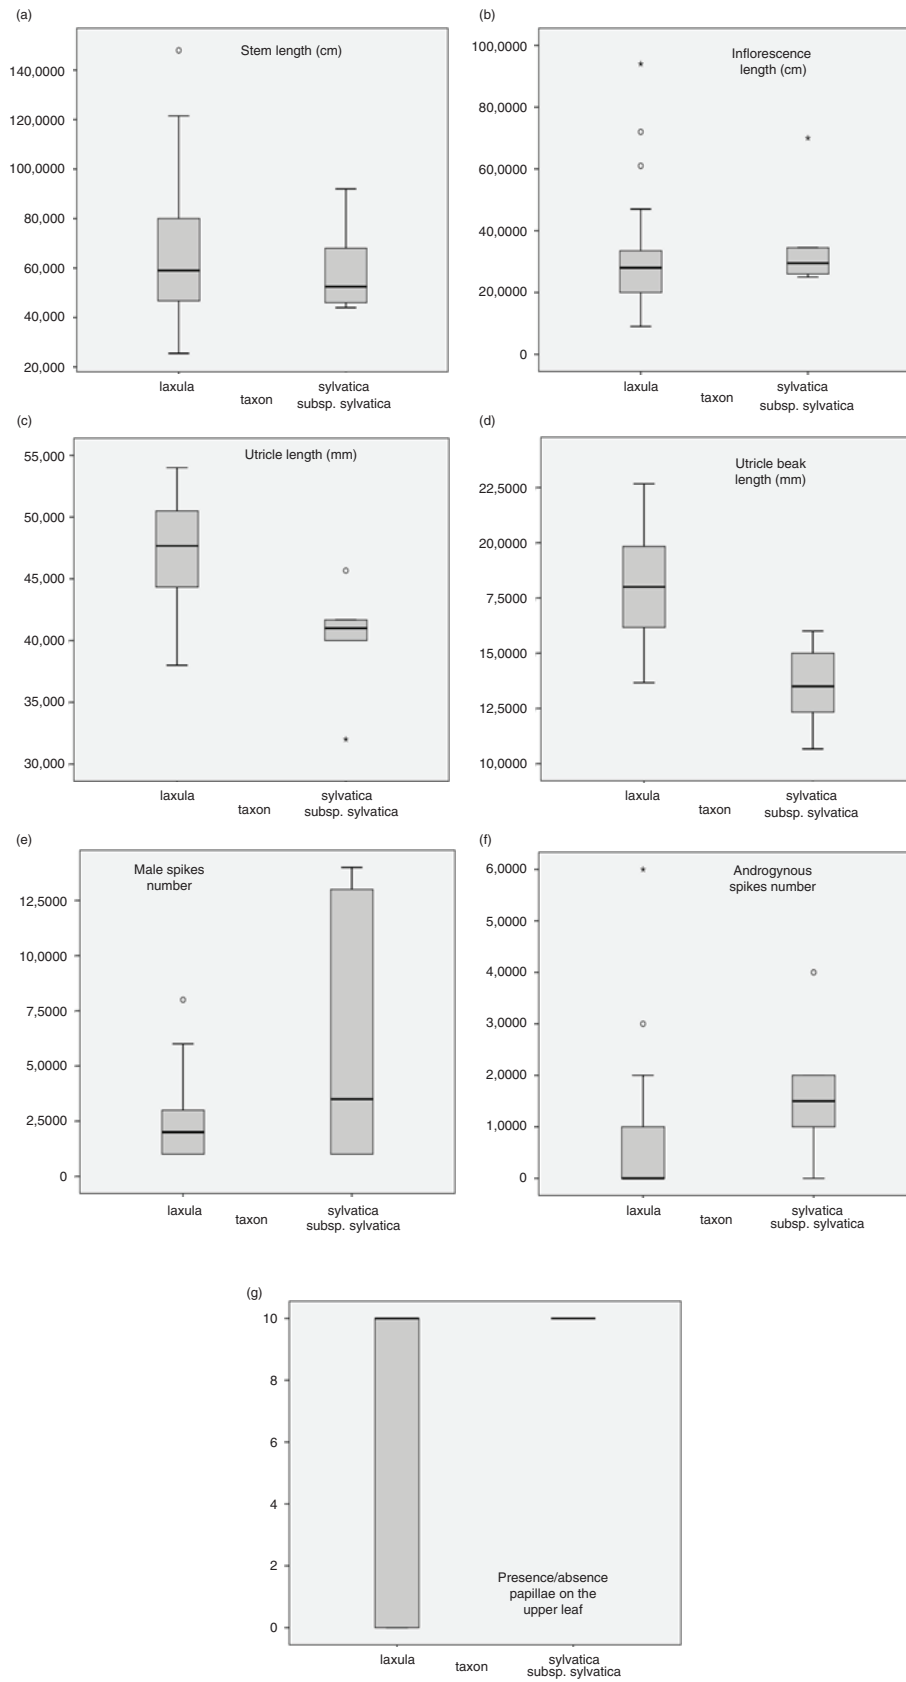 (a)
Stem length (cm)
140,0000
120,0000
100,0000
80,0000
60,0000
40,000
20,000
laxula
taxon
sylvatica
subsp. sylvatica
(b)
Inflorescence
length (cm)
100,0000
80,0000
60,0000
40,0000
20,0000
0
laxula
taxon
sylvatica
subsp. sylvatica
(c)
Utricle length (mm)
55,000
50,000
45,000
40,000
35,000
30,000
laxula
taxon
sylvatica
subsp. sylvatica
(d)
Utricle beak
length (mm)
22,5000
20,0000
7,5000
15,0000
12,5000
10,0000
laxula
taxon
sylvatica
subsp. sylvatica
(e)
Male spikes
number
12,5000
10,0000
7,5000
5,0000
2,5000
0
laxula
taxon
sylvatica
subsp. sylvatica
(f)
Androgynous
spikes number
6,0000
5,0000
4,0000
3,0000
2,0000
1,0000
0
laxula
taxon
sylvatica
subsp. sylvatica
(g)
10
8
6
4
2
0
Presence/absence
papillae on the
upper leaf
laxula
taxon
sylvatica
subsp. sylvatica